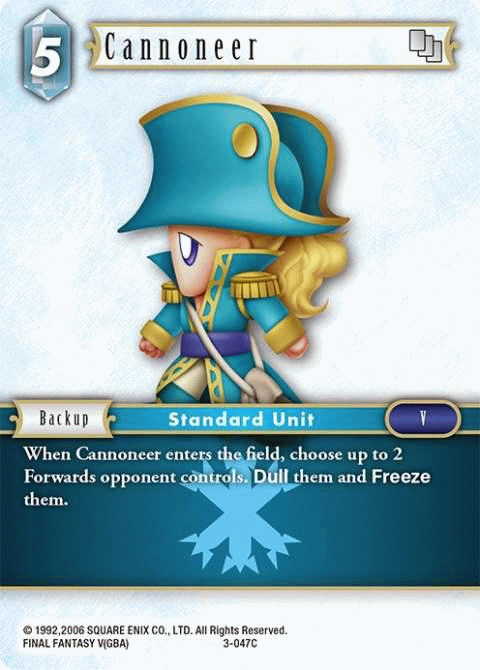 5
Cannoneer
Backup
Standard Unit
V
When Cannoneer enters the field, choose up to 2
Forwards opponent controls. Dull them and Freeze
them.
© 1992,2006 SQUARE ENIX CO., LTD. All Rights Reserved.
FINAL FANTASY V(GBA) 3-047C